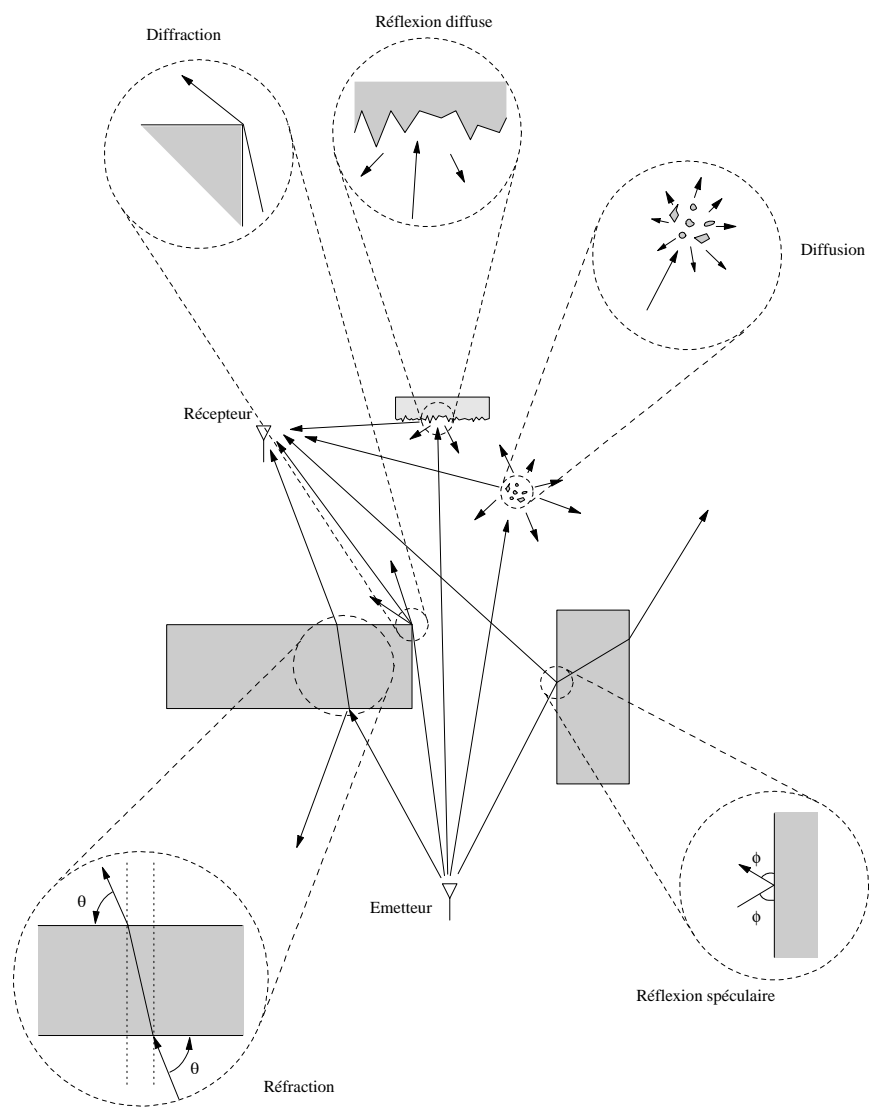 Réflexion diffuse
Diffraction
Diffusion
Récepteur
Emetteur
ϕ
ϕ
θ
θ
Réflexion spéculaire
Réfraction